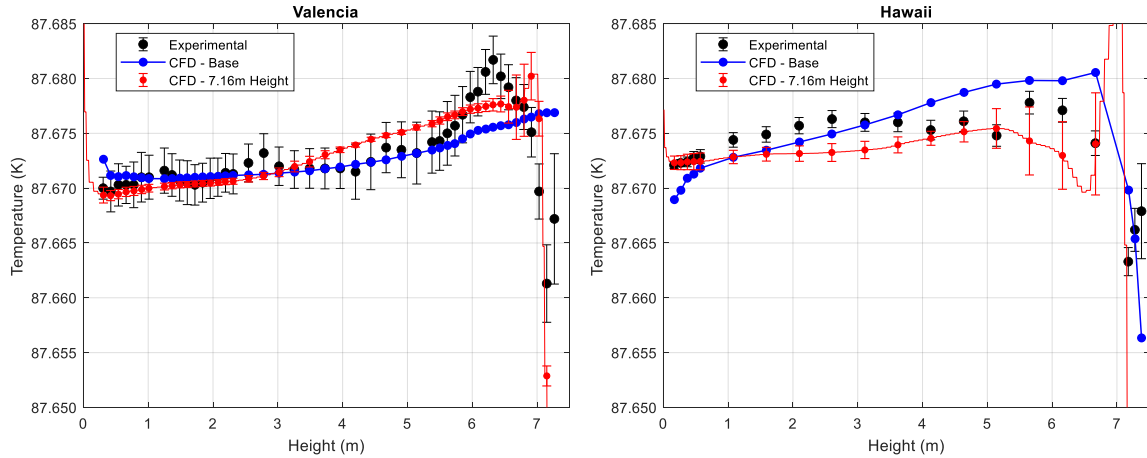 Valencia
Experimental
CFD - Base
CFD - 7.16m Height
87.685
87.680
87.675
87.670
87.665
87.660
87.655
87.650
Temperature (K)
0 1 2 3 4 5 6 7
Height (m)
Hawaii
Experimental
CFD - Base
CFD - 7.16m Height
87.685
87.680
87.675
87.670
87.665
87.660
87.655
87.650
Temperature (K)
0 1 2 3 4 5 6 7
Height (m)